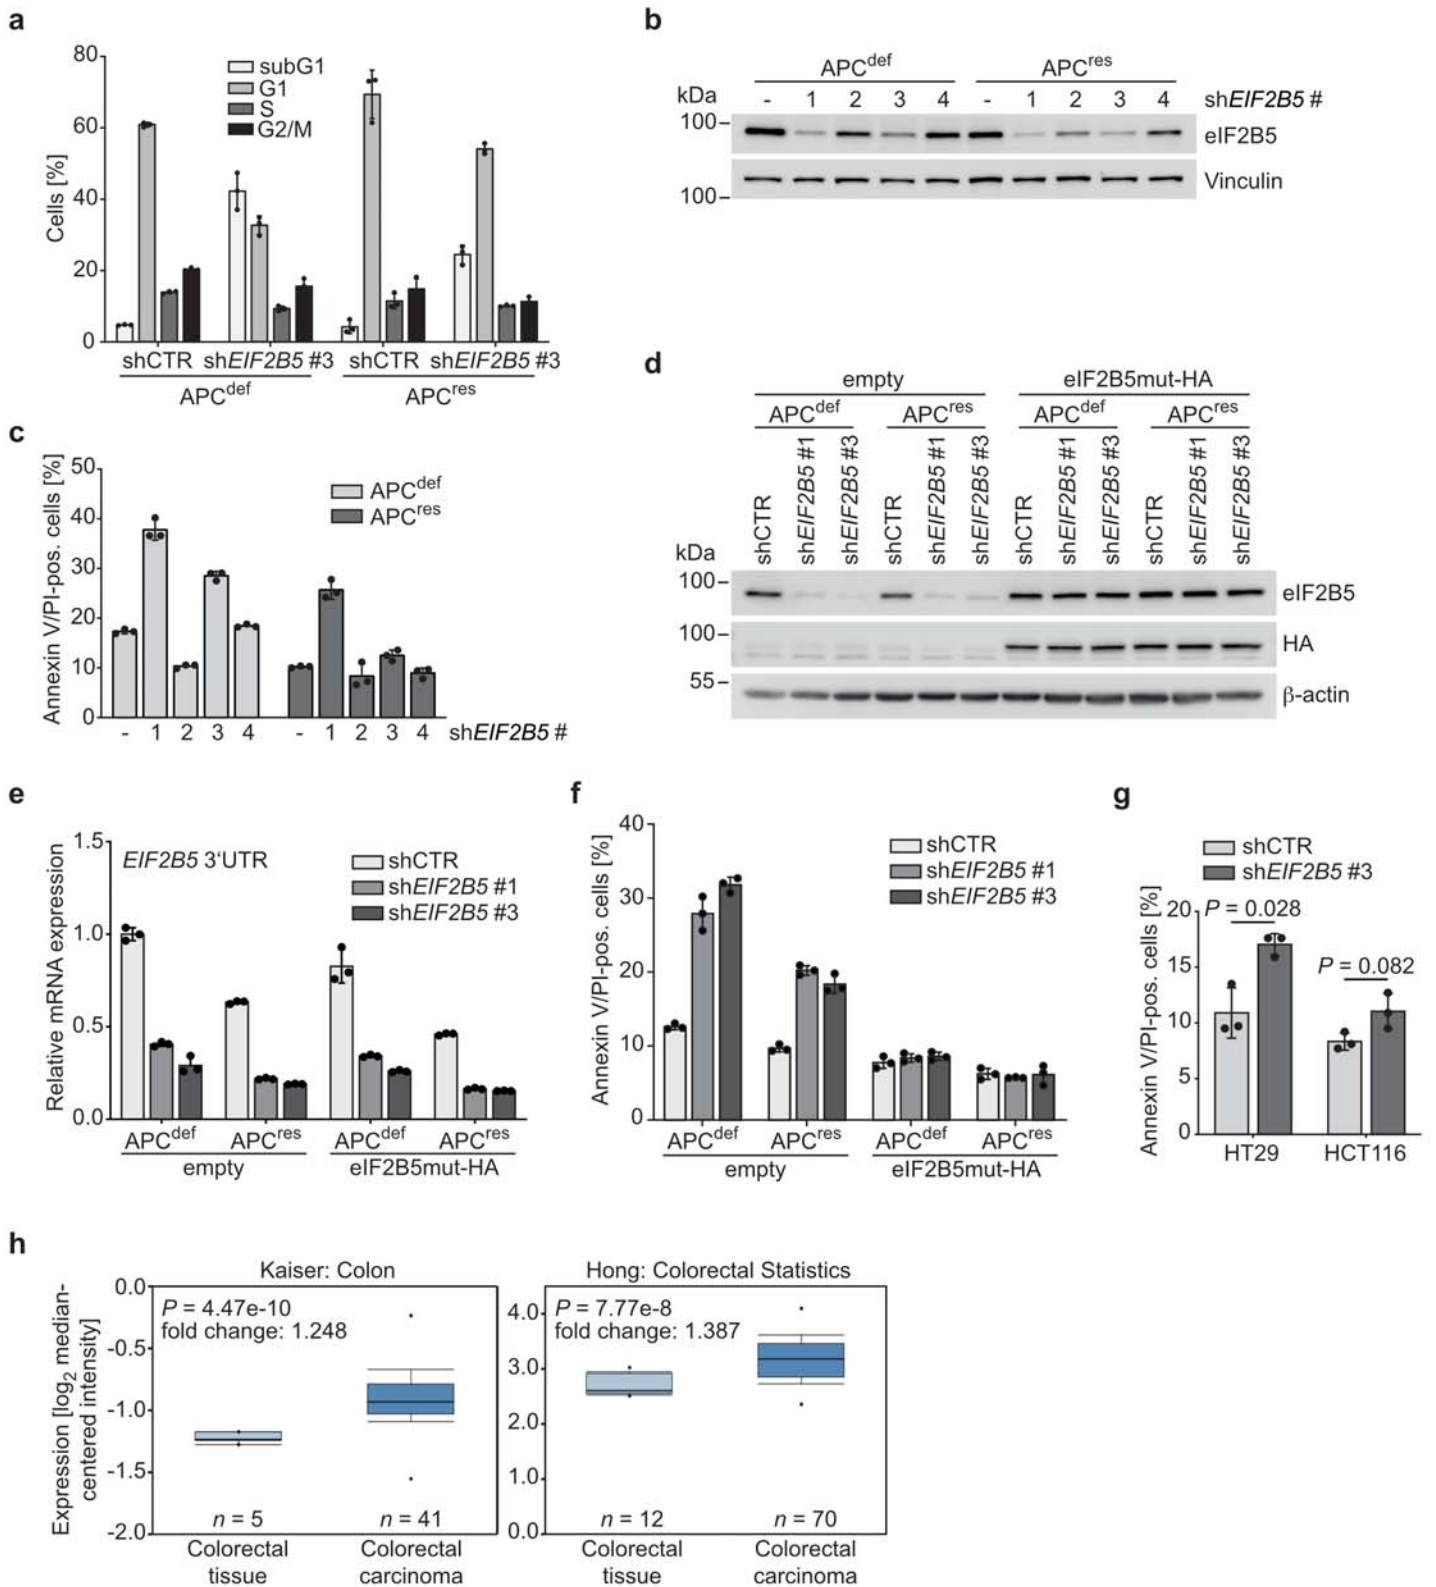 a
80
60
40
20
0
Cells [%]
subG1
G1
S
G2/M
shCTR shEIF2B5 #3 shCTR shEIF2B5 #3
APCdef APCres
b
APCdef APCres
kDa - 1 2 3 4 - 1 2 3 4 shEIF2B5 #
100 eIF2B5
100 Vinculin
c
50
40
30
20
10
0
Annexin V/PI-pos. cells [%]
APCdef
APCres
- 1 2 3 4 - 1 2 3 4 shEIF2B5 #
d
empty eIF2B5mut-HA
APCdef APCres APCdef APCres
shCTR shEIF2B5 #1 shEIF2B5 #3 shCTR shEIF2B5 #1 shEIF2B5 #3 shCTR shEIF2B5 #1 shEIF2B5 #3 shCTR shEIF2B5 #1 shEIF2B5 #3
kDa
100 eIF2B5
100 HA
55 β-actin
e
1.5
1.0
0.5
0.0
Relative mRNA expression
EIF2B5 3'UTR
shCTR
shEIF2B5 #1
shEIF2B5 #3
APCdef APCres APCdef APCres
empty eIF2B5mut-HA
f
40
30
20
10
0
Annexin V/PI-pos. cells [%]
shCTR
shEIF2B5 #1
shEIF2B5 #3
APCdef APCres APCdef APCres
empty eIF2B5mut-HA
g
shCTR
shEIF2B5 #3
20
15
10
5
0
Annexin V/PI-pos. cells [%]
P = 0.028
P = 0.082
HT29 HCT116
h
Expression [log2 median-
centered intensity]
Kaiser: Colon
0.0
-0.5
-1.0
-1.5
-2.0
P = 4.47e-10
fold change: 1.248
n = 5 n = 41
Colorectal Colorectal
tissue carcinoma
Hong: Colorectal Statistics
4.0
3.0
2.0
1.0
0.0
P = 7.77e-8
fold change: 1.387
n = 12 n = 70
Colorectal Colorectal
tissue carcinoma